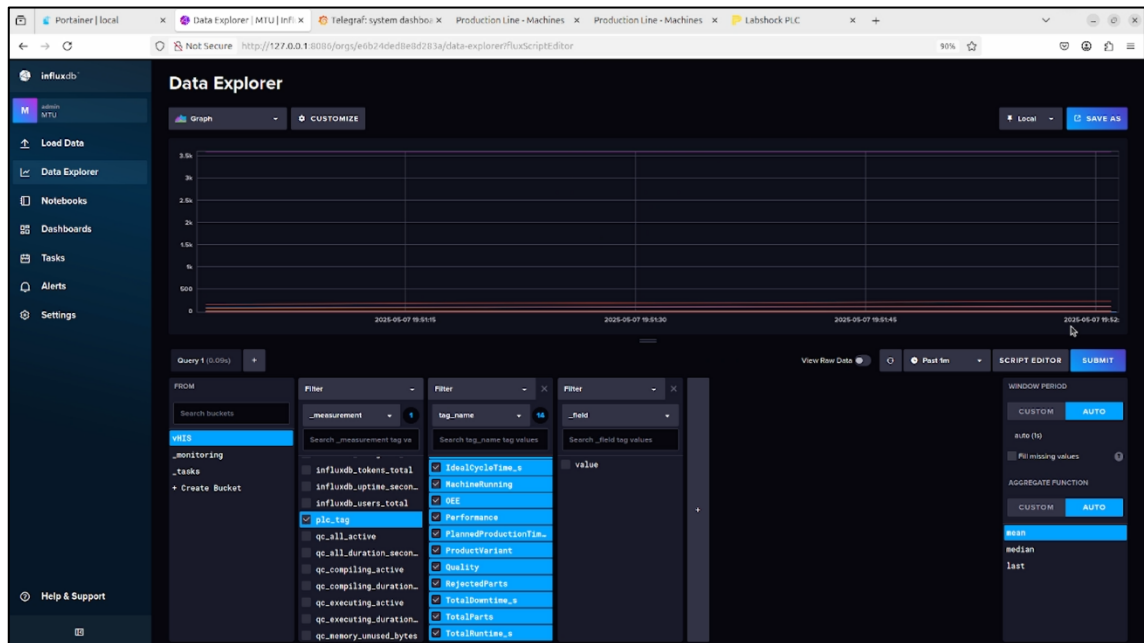 Portainer | local
Data Explorer | MTU | Infl
Telegraf: system dashboa
Production Line - Machines
Production Line - Machines
Labshock PLC
Not Secure http://127.0.0.1:8086/orgs/e6b24ded8e8d283a/data-explorer?fluxScriptEditor
90%
influxdb
M admin
MTU
Load Data
Data Explorer
Notebooks
Dashboards
Tasks
Alerts
Settings
Help & Support
Data Explorer
Graph
CUSTOMIZE
Local
SAVE AS
3.5k
3k
2.5k
2k
1.5k
1k
500
0
2025-05-07 19:51:15
2025-05-07 19:51:30
2025-05-07 19:51:45
2025-05-07 19:52:
Query 1 (0.09s)
+
View Raw Data
Past 1m
SCRIPT EDITOR
SUBMIT
FROM
Search buckets
vHIS
_monitoring
_tasks
+ Create Bucket
Filter
_measurement 1
Search _measurement tag va
influxdb_tokens_total
influxdb_uptime_secon…
influxdb_users_total
plc_tag
qc_all_active
qc_all_duration_secon…
qc_compiling_active
qc_compiling_duration…
qc_executing_active
qc_executing_duration…
qc_memory_unused_bytes
Filter
tag_name 14
Search tag_name tag values
IdealCycleTime_s
MachineRunning
OEE
Performance
PlannedProductionTim…
ProductVariant
Quality
RejectedParts
TotalDowntime_s
TotalParts
TotalRuntime_s
Filter
_field
Search _field tag values
value
+
WINDOW PERIOD
CUSTOM
AUTO
auto (1s)
Fill missing values
?
AGGREGATE FUNCTION
CUSTOM
AUTO
mean
median
last